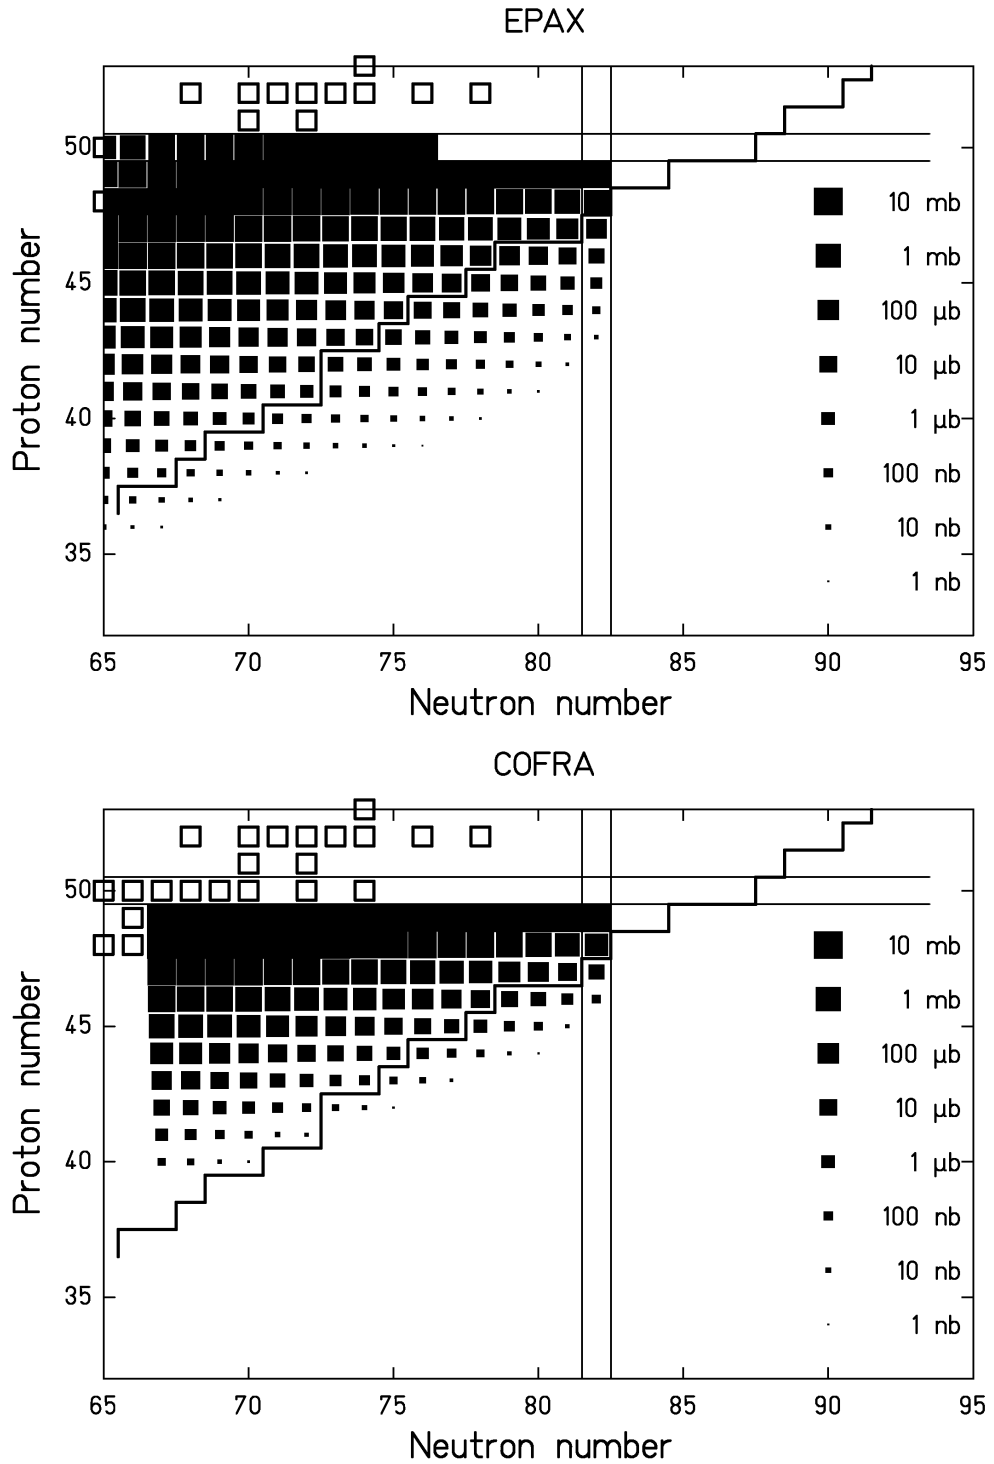 EPAX
50
45
40
35
Proton number
10 mb
1 mb
100 μb
10 μb
1 μb
100 nb
10 nb
1 nb
65 70 75 80 85 90 95
Neutron number
COFRA
50
45
40
35
Proton number
10 mb
1 mb
100 μb
10 μb
1 μb
100 nb
10 nb
1 nb
65 70 75 80 85 90 95
Neutron number